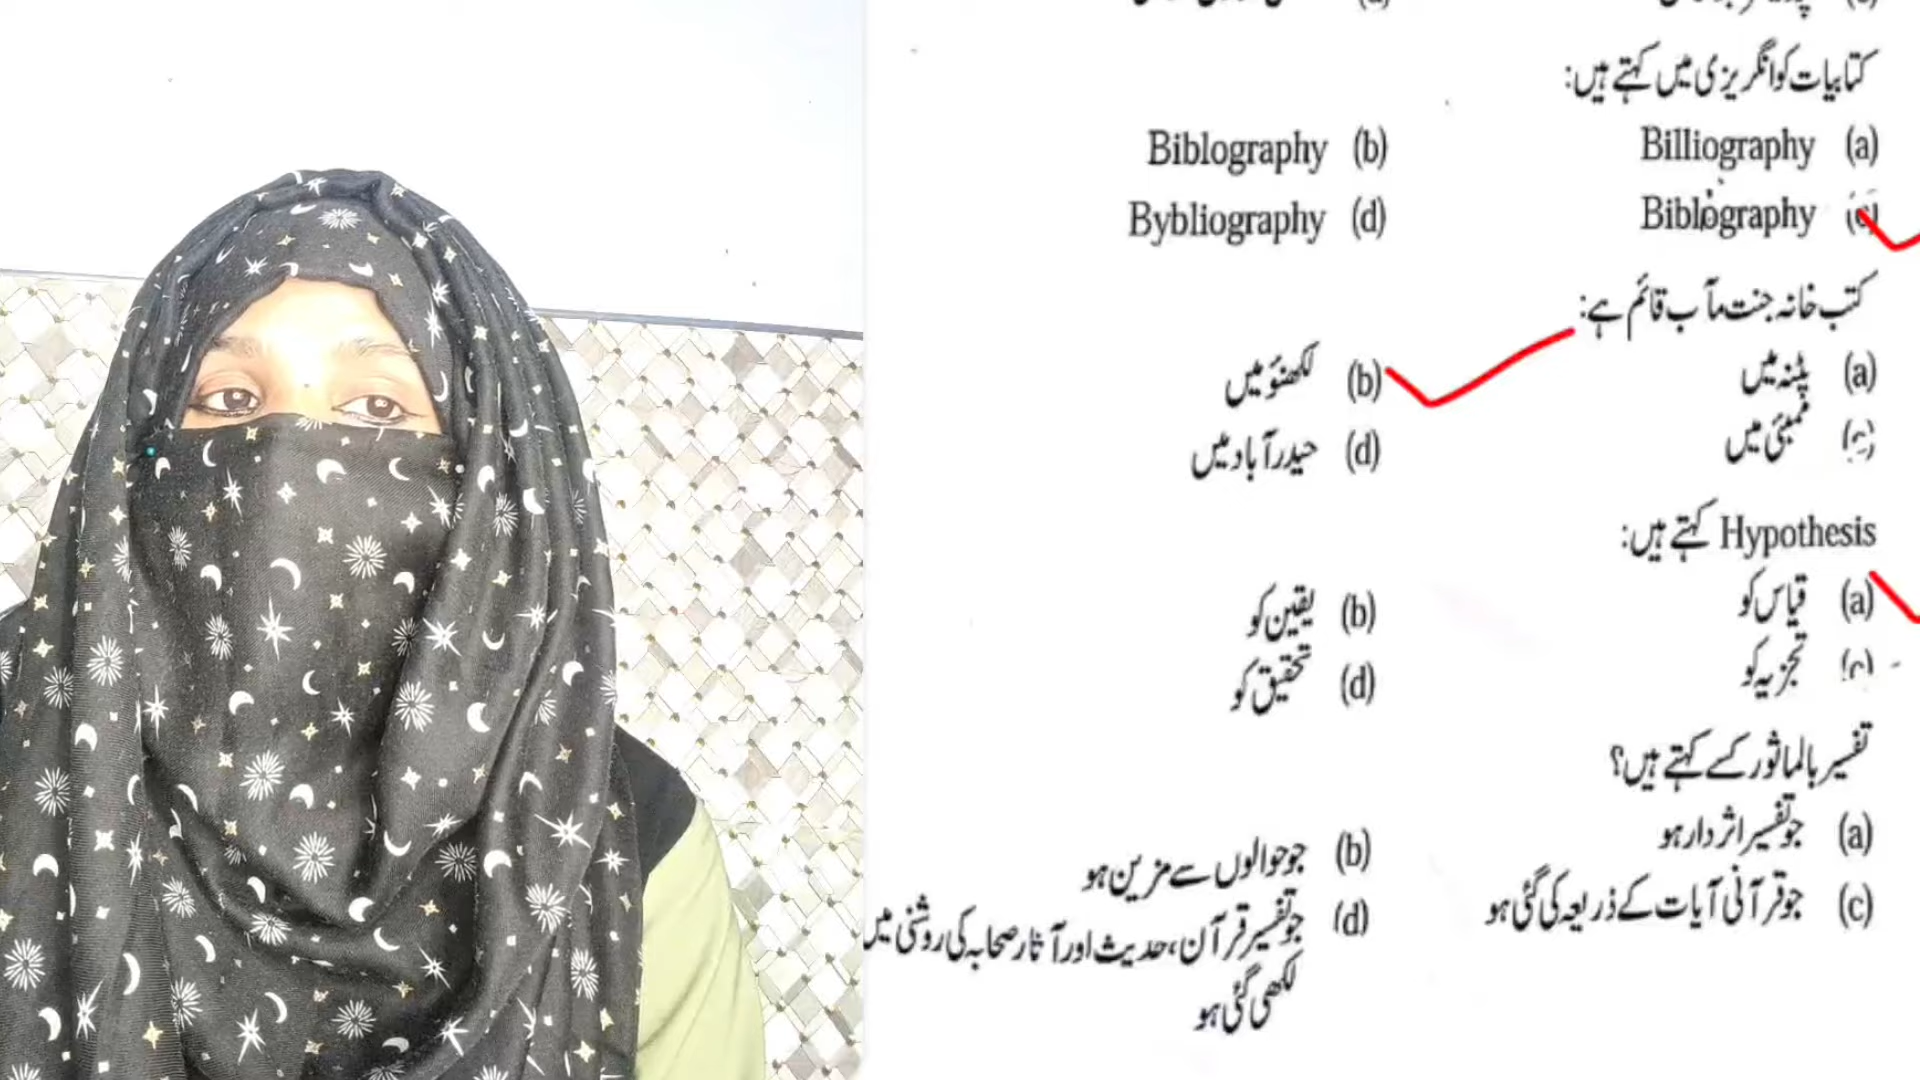 کتابیات کو انگریزی میں کہتے ہیں:
(a) Billiography (b) Biblography
(c) Bibliography (d) Bybliography
کتب خانہ جنت مآب قائم ہے:
(a) پٹنہ میں (b) لکھنؤ میں
(c) ممبئی میں (d) حیدرآباد میں
Hypothesis کہتے ہیں:
(a) قیاس کو (b) یقین کو
(c) تجزیہ کو (d) تحقیق کو
تفسیر بالماثور کسے کہتے ہیں؟
(a) جو تفسیر اثر دار ہو (b) جو حوالوں سے مزین ہو
(c) جو قرآنی آیات کے ذریعہ کی گئی ہو (d) جو تفسیر قرآن، حدیث اور آثار صحابہ کی روشنی میں
لکھی گئی ہو